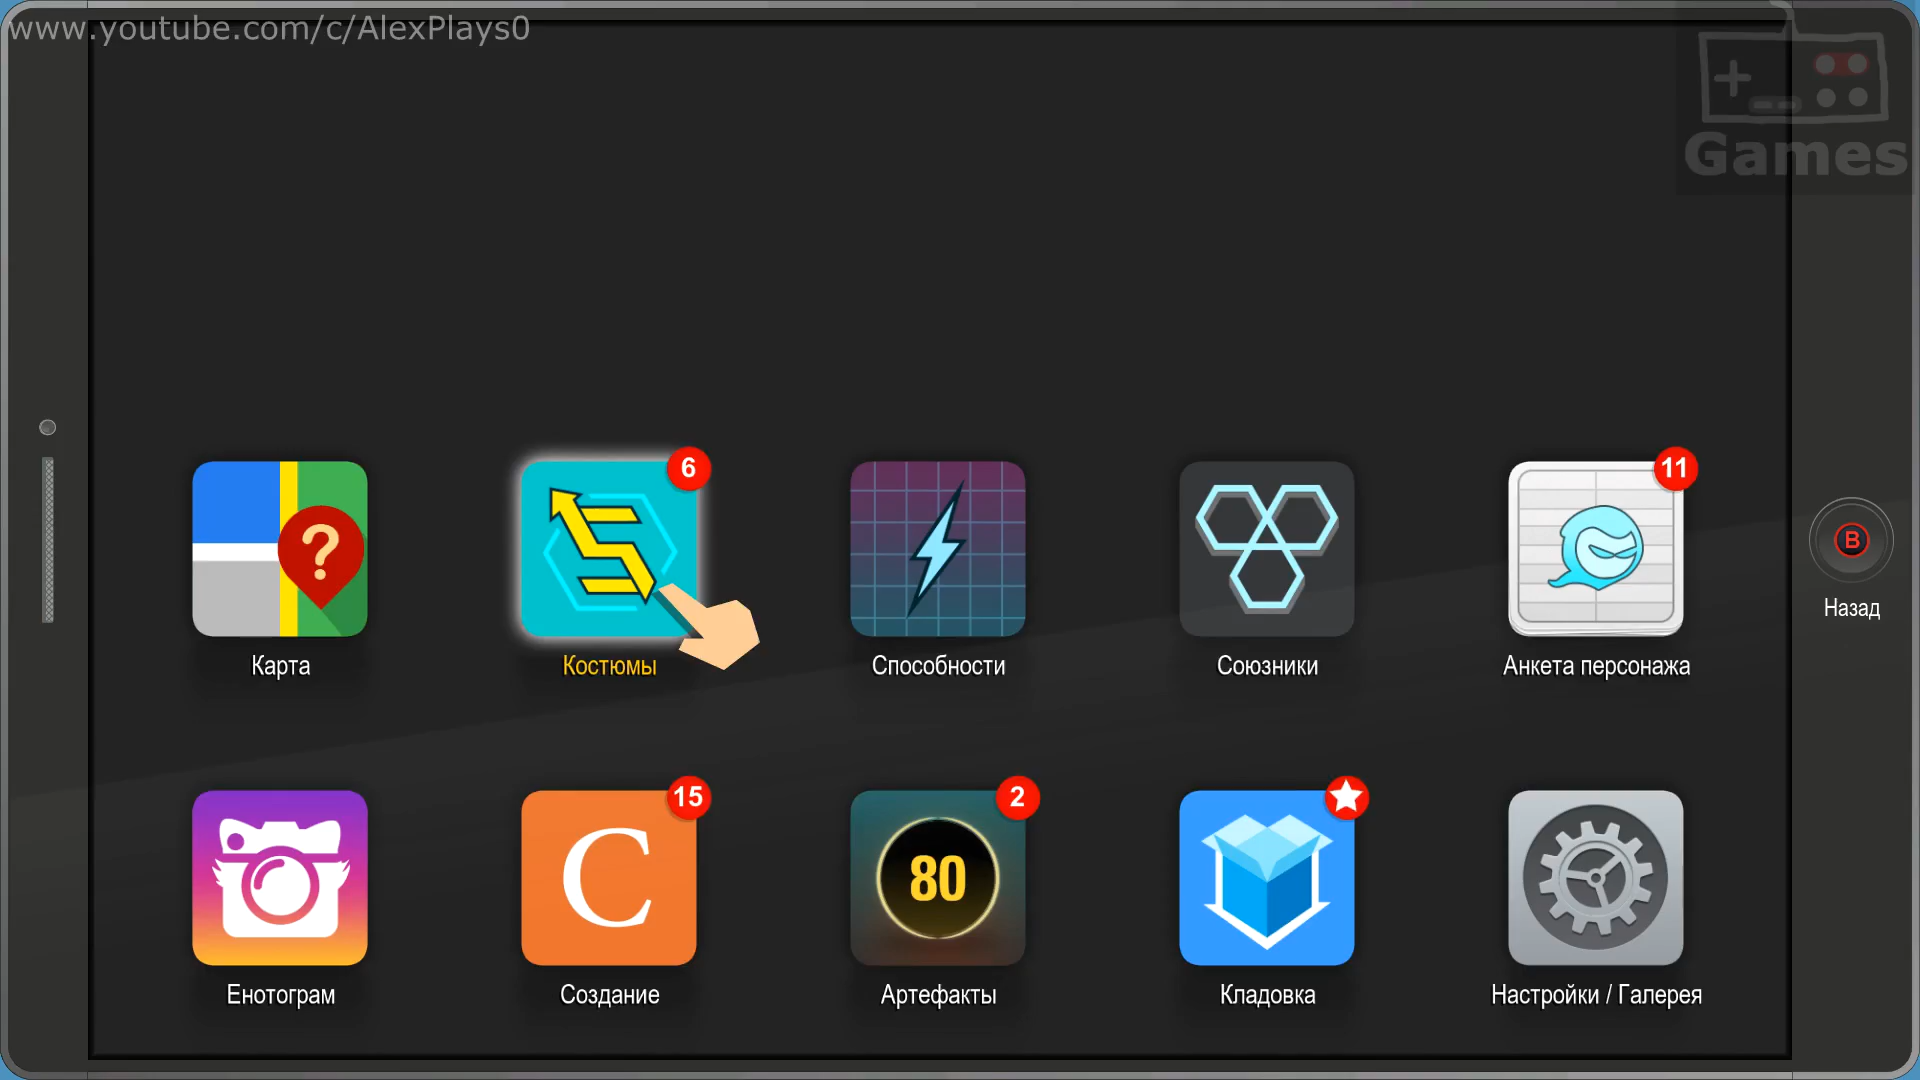 www.youtube.com/c/AlexPlays0
Games
6
11
?
B
Назад
Карта
Костюмы
Способности
Союзники
Анкета персонажа
15
2
C
80
Енотограм
Создание
Артефакты
Кладовка
Настройки / Галерея